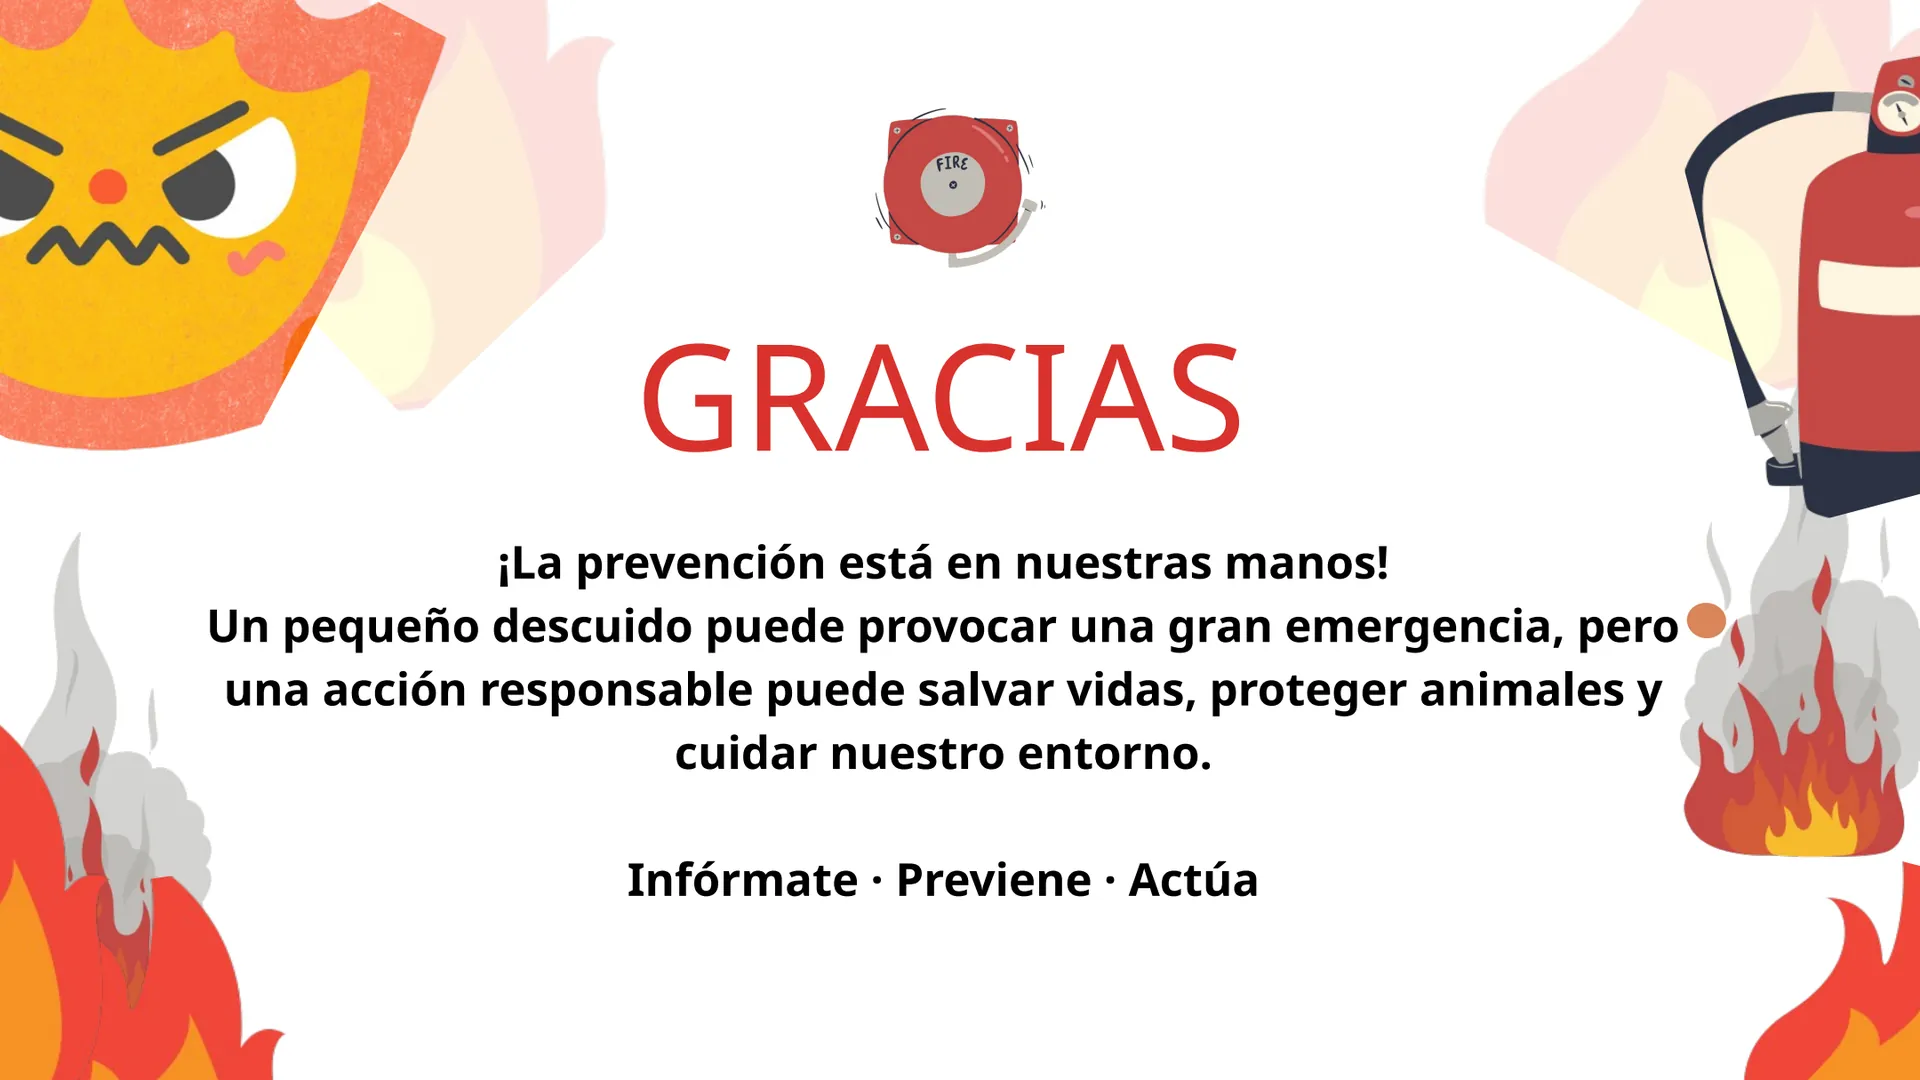 FIRE
GRACIAS
¡La prevención está en nuestras manos!
Un pequeño descuido puede provocar una gran emergencia, pero
una acción responsable puede salvar vidas, proteger animales y
cuidar nuestro entorno.
Infórmate · Previene · Actúa